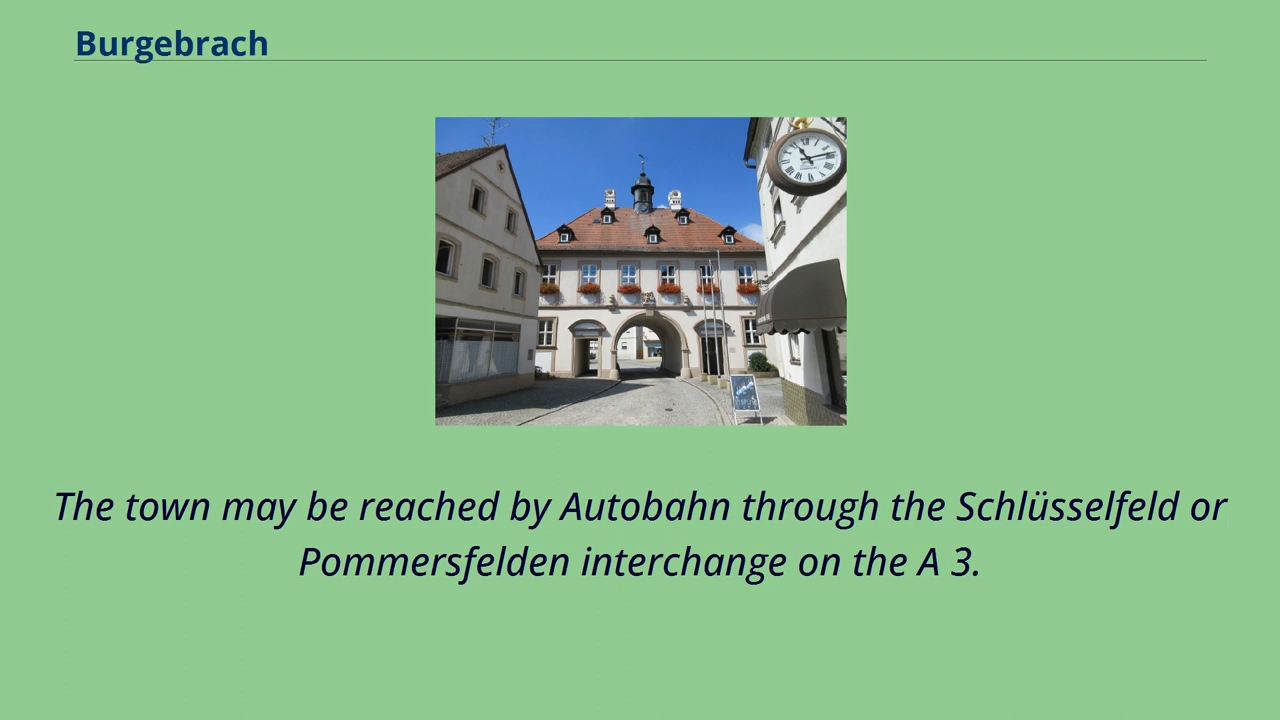 Burgebrach
The town may be reached by Autobahn through the Schlüsselfeld or
Pommersfelden interchange on the A 3.